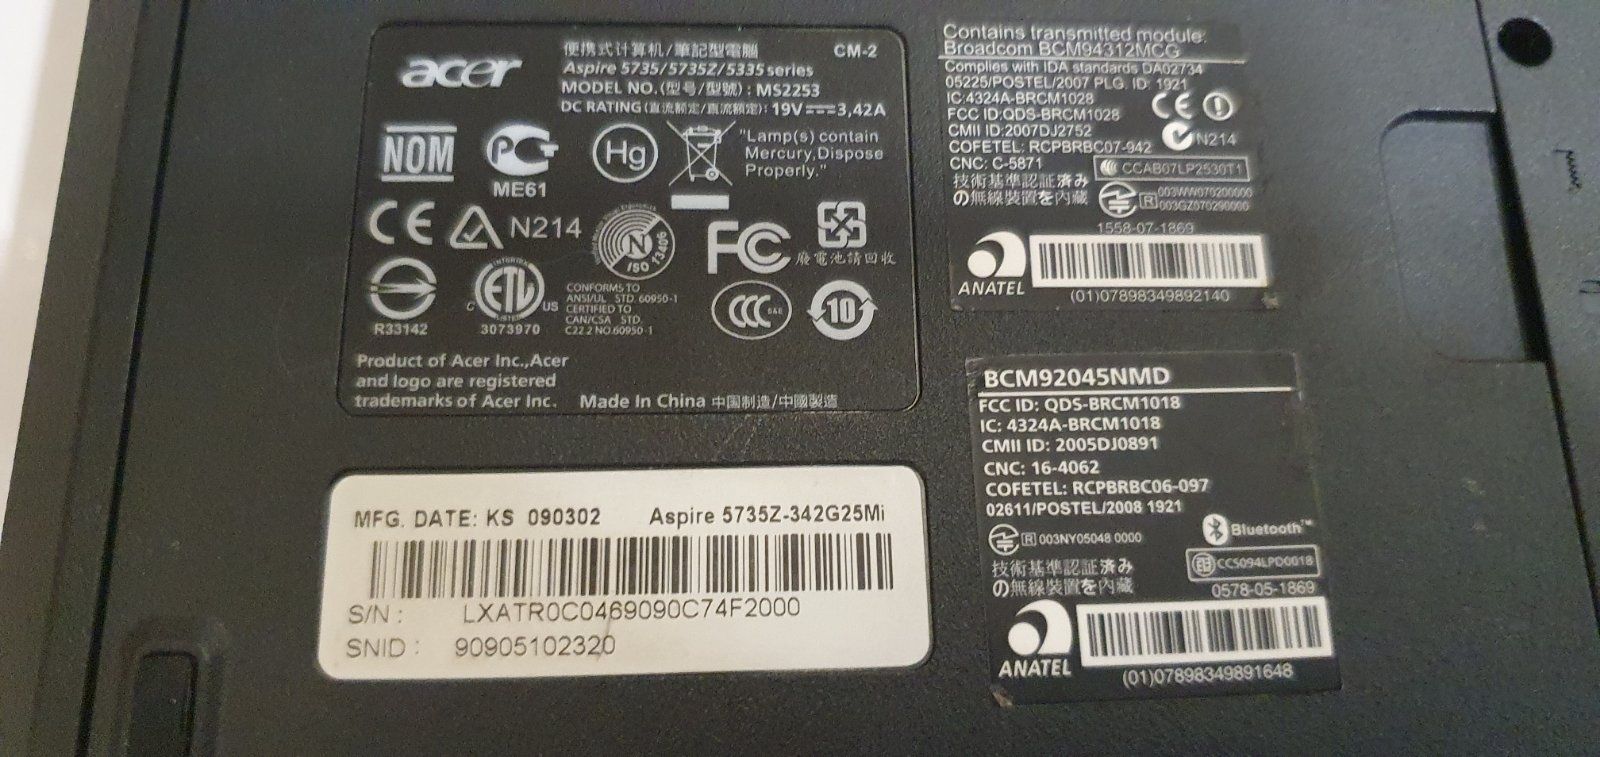 acer
便携式计算机/筆記型電腦
CM-2
Aspire 5735/5735Z/5335 series
MODEL NO.(型号/型號) : MS2253
DC RATING (直流额定/直流額定): 19V 3,42A
NOM
PC
ME61
Hg
"Lamp(s) contain
Mercury,Dispose
Properly."
CE
N214
N
ISO 13406
FC
廢電池請回收
R33142
C ETL US
INTERTEK
3073970
CONFORMS TO
ANSI/UL STD. 60950-1
CERTIFIED TO
CAN/CSA STD.
C22.2 NO.60950-1
CCC
10
Product of Acer Inc.,Acer
and logo are registered
trademarks of Acer Inc.
Made In China 中国制造/中國製造
MFG. DATE: KS 090302 Aspire 5735Z-342G25Mi
S/N : LXATR0C0469090C74F2000
SNID : 90905102320
Contains transmitted module:
Broadcom BCM94312MCG
Complies with IDA standards DA02734
05225/POSTEL/2007 PLG. ID: 1921
IC:4324A-BRCM1028
FCC ID:QDS-BRCM1028
CE
CMII ID:2007DJ2752
N214
COFETEL: RCPBRBC07-942
CNC: C-5871
CCAB07LP2530T1
技術基準認証済み
の無線装置を内蔵
R
003WW070200000
003GZ070290000
1558-07-1869
ANATEL
(01)07898349892140
BCM92045NMD
FCC ID: QDS-BRCM1018
IC: 4324A-BRCM1018
CMII ID: 2005DJ0891
CNC: 16-4062
COFETEL: RCPBRBC06-097
02611/POSTEL/2008 1921
Bluetooth™
R 003NY05048 0000
技術基準認証済み
の無線装置を内蔵
CCS094LPD0018
0578-05-1869
ANATEL
(01)07898349891648